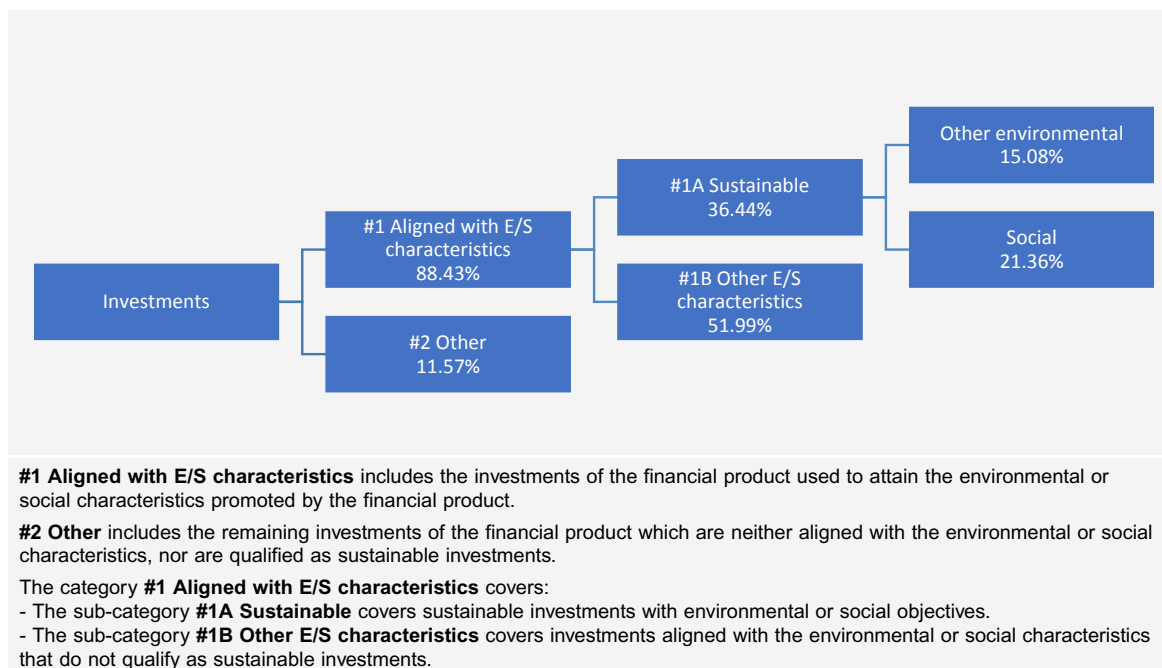 Investments
#1 Aligned with E/S
characteristics
88.43%
#2 Other
11.57%
#1A Sustainable
36.44%
#1B Other E/S
characteristics
51.99%
Other environmental
15.08%
Social
21.36%
#1 Aligned with E/S characteristics includes the investments of the financial product used to attain the environmental or
social characteristics promoted by the financial product.
#2 Other includes the remaining investments of the financial product which are neither aligned with the environmental or social
characteristics, nor are qualified as sustainable investments.
The category #1 Aligned with E/S characteristics covers:
- The sub-category #1A Sustainable covers sustainable investments with environmental or social objectives.
- The sub-category #1B Other E/S characteristics covers investments aligned with the environmental or social characteristics
that do not qualify as sustainable investments.